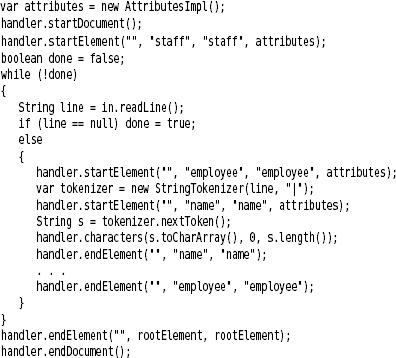 var attributes = new AttributesImpl();
handler.startDocument();
handler.startElement("", "staff", "staff", attributes);
boolean done = false;
while (!done)
{
   String line = in.readLine();
   if (line == null) done = true;
   else
   {
      handler.startElement("", "employee", "employee", attributes);
      var tokenizer = new StringTokenizer(line, "|");
      handler.startElement("", "name", "name", attributes);
      String s = tokenizer.nextToken();
      handler.characters(s.toCharArray(), 0, s.length());
      handler.endElement("", "name", "name");
      . . .
      handler.endElement("", "employee", "employee");
   }
}
handler.endElement("", rootElement, rootElement);
handler.endDocument();